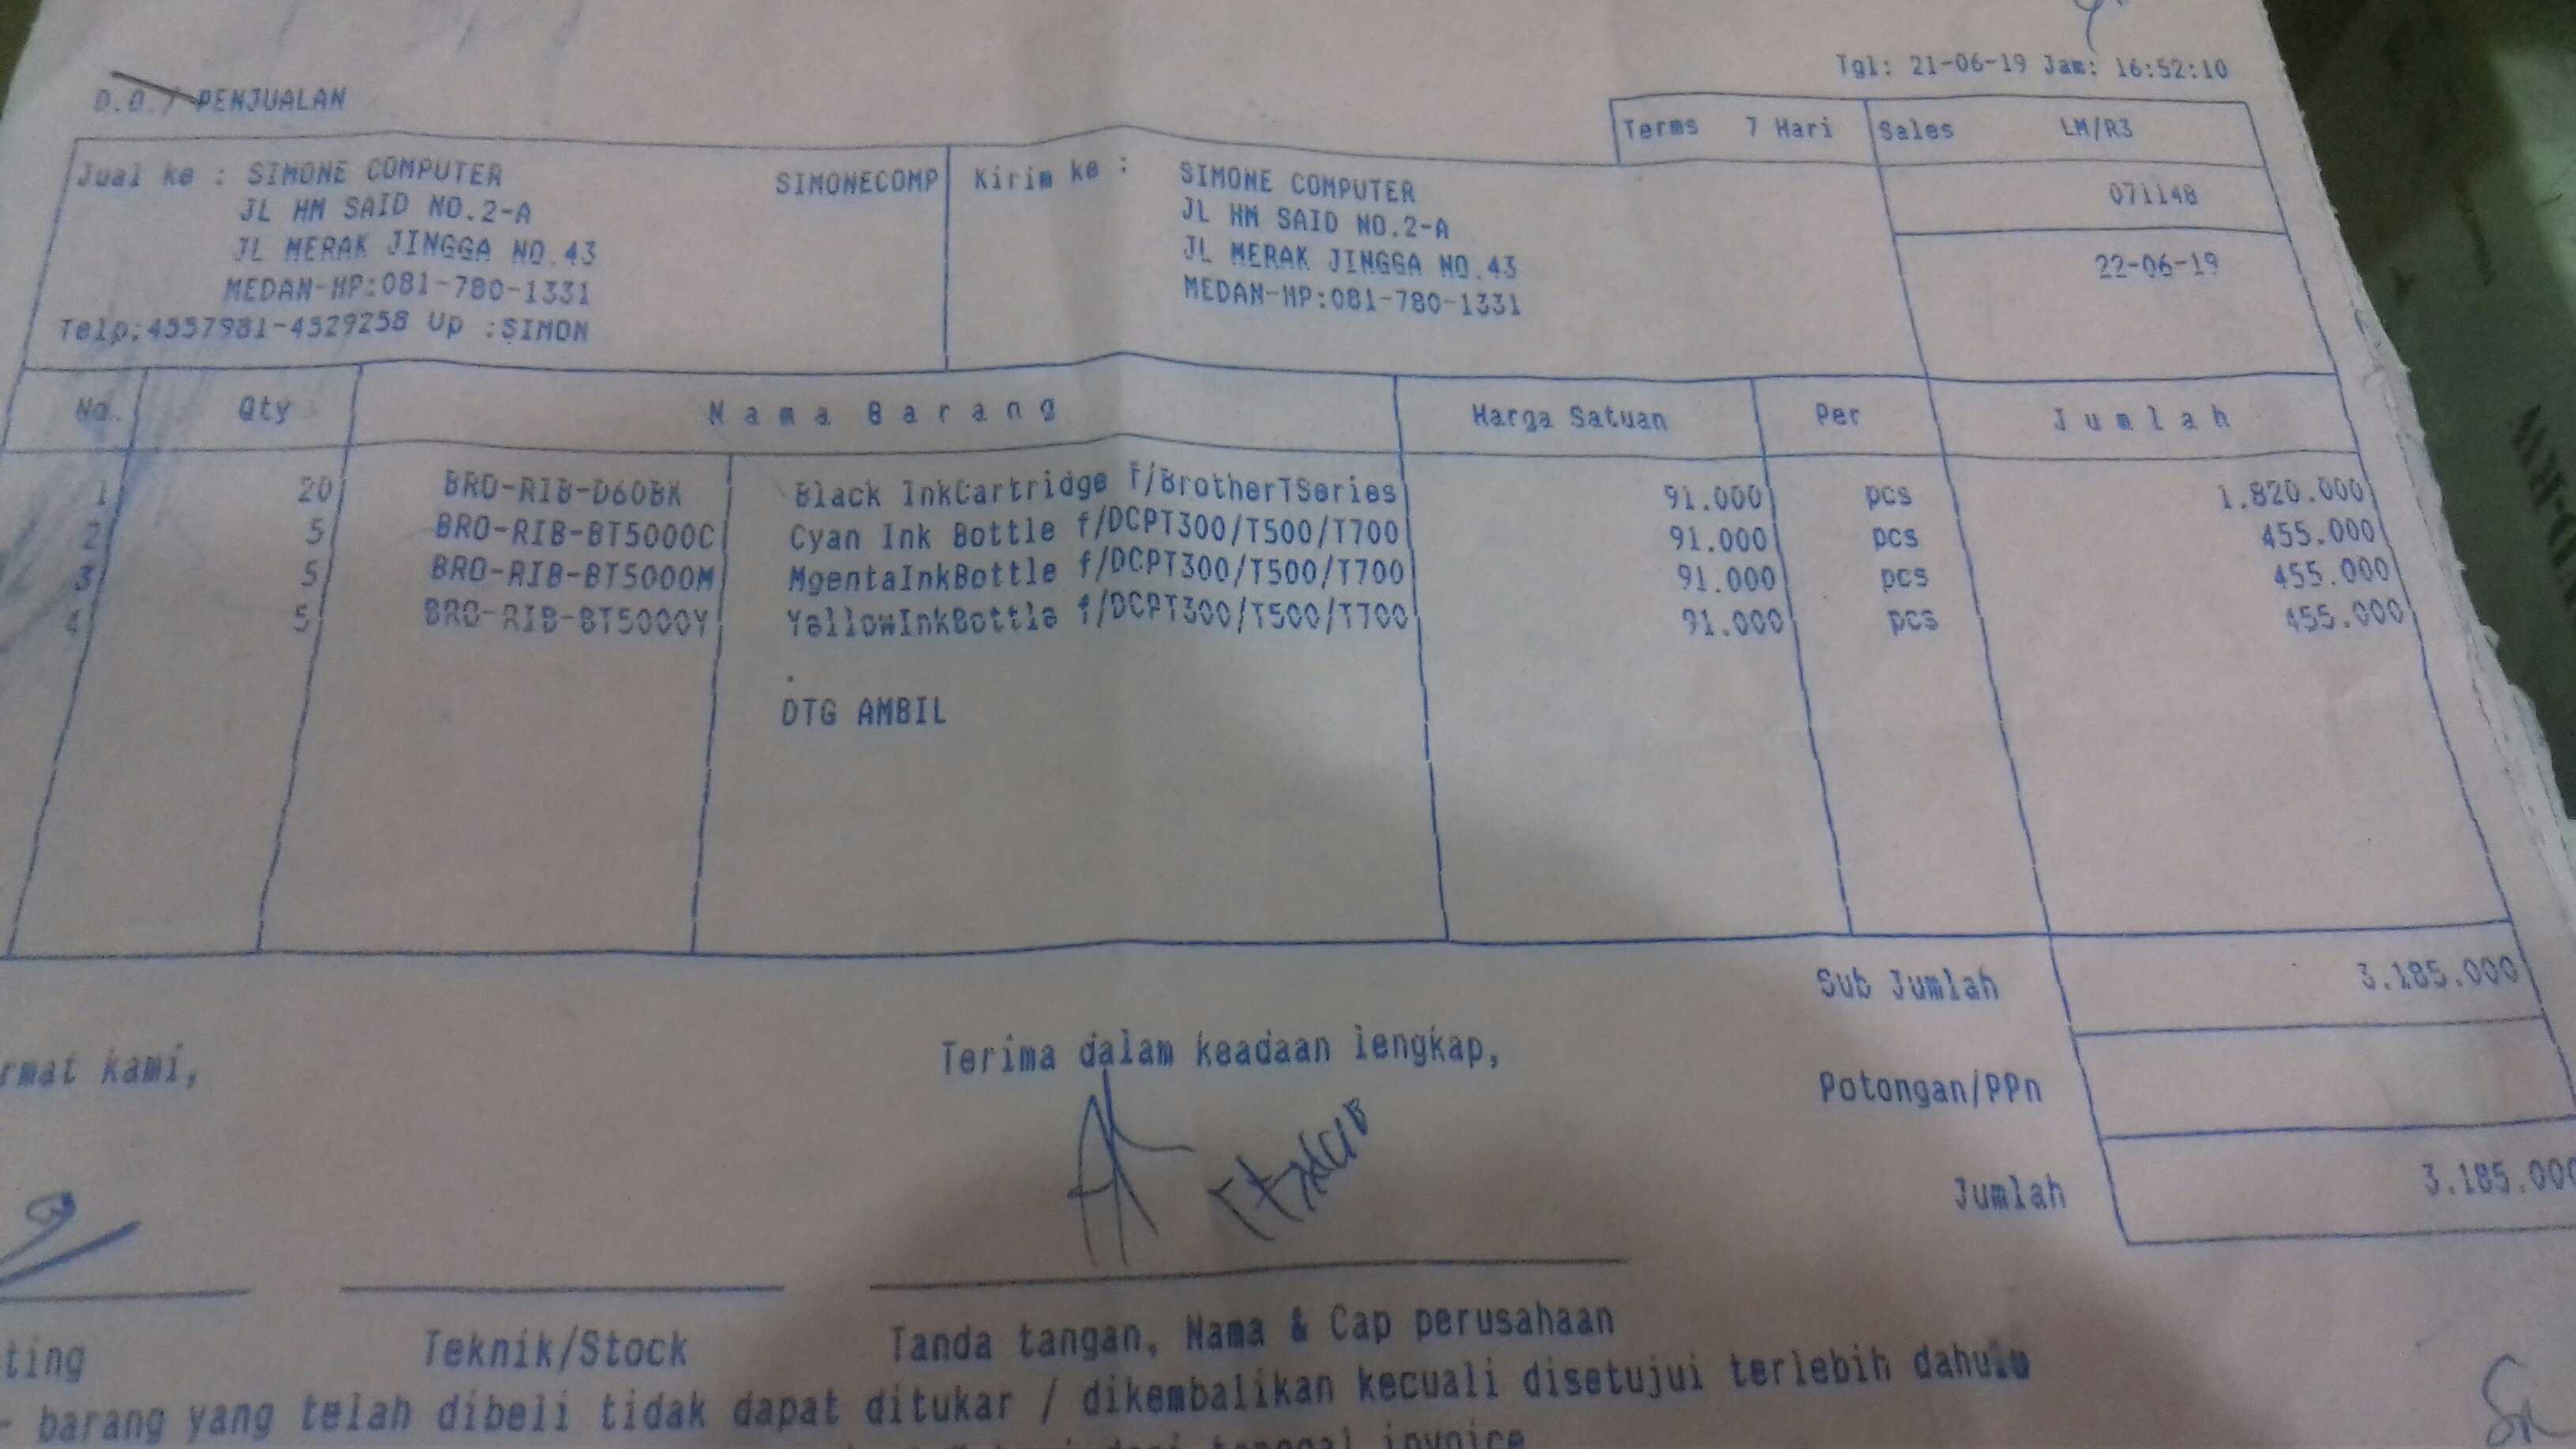 Tgl: 21-06-19 Jam: 16:52:10
D.O./ PENJUALAN
Terms 7 Hari Sales LM/R3
Jual ke : SIMONE COMPUTER SIMONECOMP Kirim ke : SIMONE COMPUTER
JL HM SAID NO.2-A JL HM SAID NO.2-A
071148
JL MERAK JINGGA NO.43 JL MERAK JINGGA NO.43
22-06-19
MEDAN-HP:081-780-1331 MEDAN-HP:081-780-1331
Telp:4557981-4529258 Up :SIMON
No. Qty Nama Barang Harga Satuan Per Jumlah
1 20 BRO-RIB-D60BK Black InkCartridge f/BrotherTSeries 91.000 pcs 1.820.000
2 5 BRO-RIB-BT5000C Cyan Ink Bottle f/DCPT300/T500/T700 91.000 pcs 455.000
3 5 BRO-RIB-BT5000M MgentaInkBottle f/DCPT300/T500/T700 91.000 pcs 455.000
4 5 BRO-RIB-BT5000Y YellowInkBottle f/DCPT300/T500/T700 91.000 pcs 455.000
.
DTG AMBIL
Sub Jumlah 3.185.000
rmat kami, Terima dalam keadaan lengkap,
Potongan/PPn
Jumlah 3.185.000
ting Teknik/Stock Tanda tangan, Nama & Cap perusahaan
- barang yang telah dibeli tidak dapat ditukar / dikembalikan kecuali disetujui terlebih dahulu
invoice